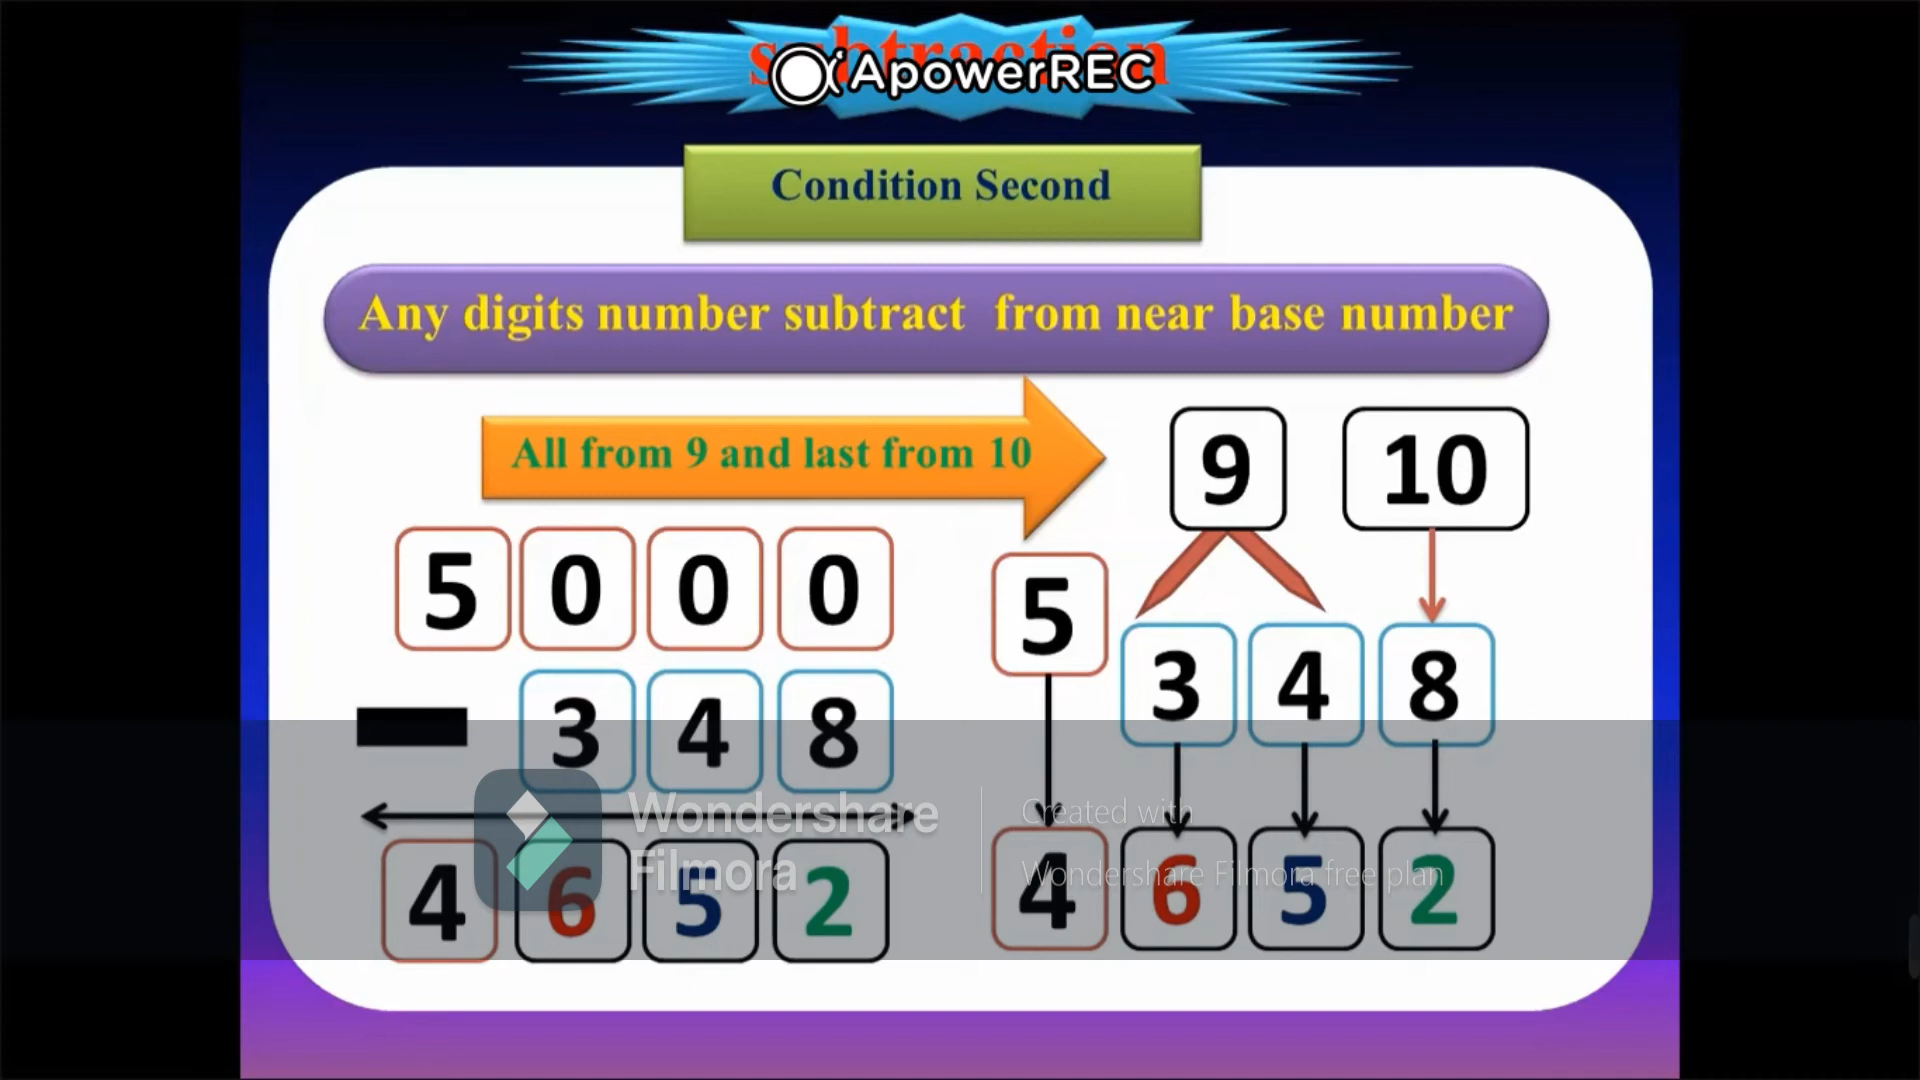 subtraction
ApowerREC
Condition Second
Any digits number subtract from near base number
All from 9 and last from 10
9 10
5 0 0 0
5
3 4 8
3 4 8
Wondershare
Filmora
Created with
Wondershare Filmora free plan
4 6 5 2
4 6 5 2